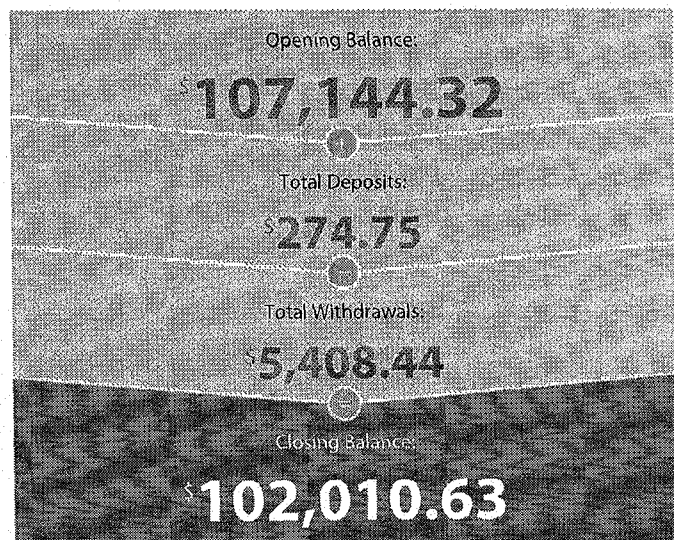 Opening Balance:
$107,144.32
Total Deposits:
$274.75
Total Withdrawals:
$5,408.44
Closing Balance:
$102,010.63